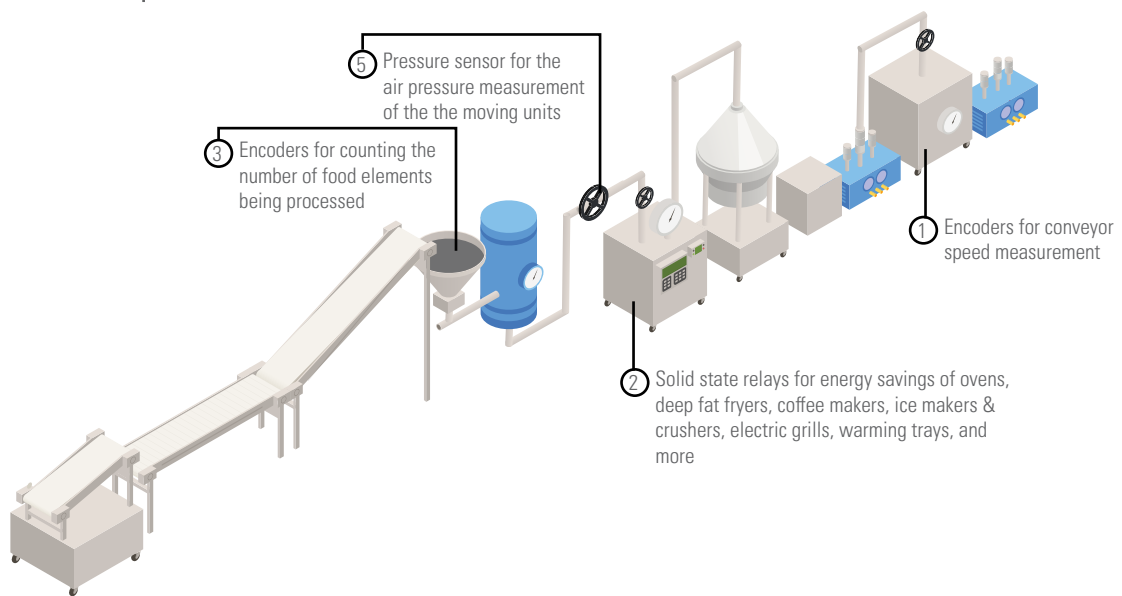 5
Pressure sensor for the
air pressure measurement
of the the moving units
3
Encoders for counting the
number of food elements
being processed
1
Encoders for conveyor
speed measurement
2
Solid state relays for energy savings of ovens,
deep fat fryers, coffee makers, ice makers &
crushers, electric grills, warming trays, and
more